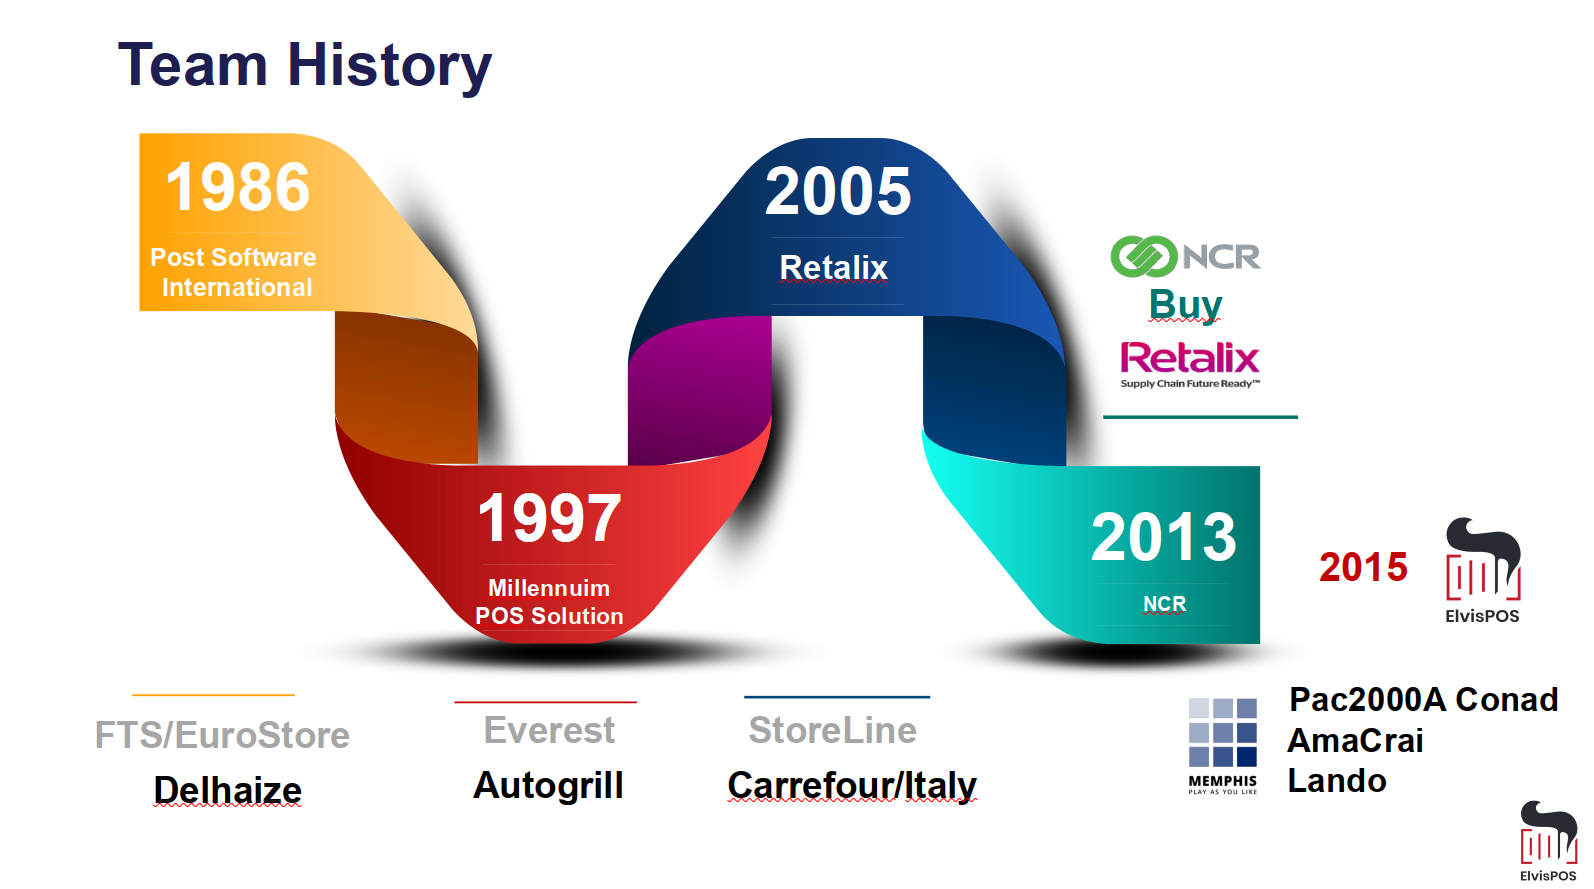 Team History
1986
Post Software
International
2005
Retalix
NCR
Buy
Retalix
Supply Chain Future Ready™
1997
Millennuim
POS Solution
2013
NCR
2015
ElvisPOS
FTS/EuroStore
Delhaize
Everest
Autogrill
StoreLine
Carrefour/Italy
MEMPHIS
PLAY AS YOU LIKE
Pac2000A Conad
AmaCrai
Lando
ElvisPOS